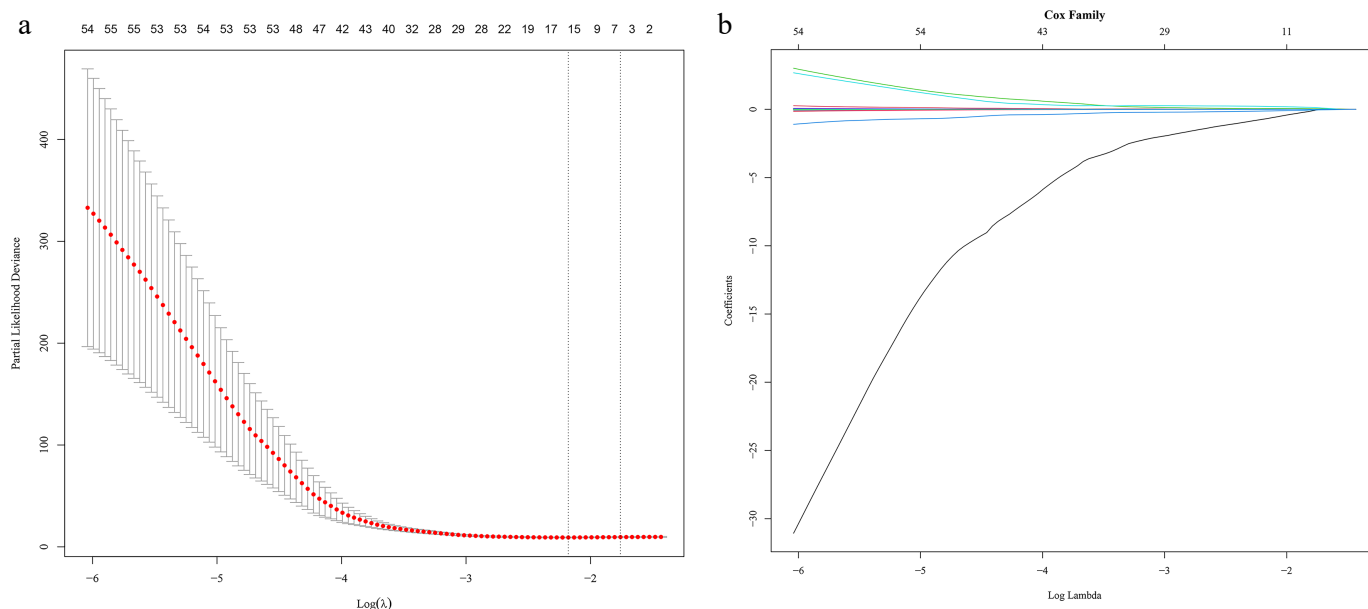 a
54 55 55 53 53 54 53 53 53 48 47 42 43 40 32 28 29 28 22 19 17 15 9 7 3 2
400
300
200
100
0
Partial Likelihood Deviance
−6 −5 −4 −3 −2
Log(λ)
b
Cox Family
54 54 43 29 11
0
−5
−10
−15
−20
−25
−30
Coefficients
−6 −5 −4 −3 −2
Log Lambda